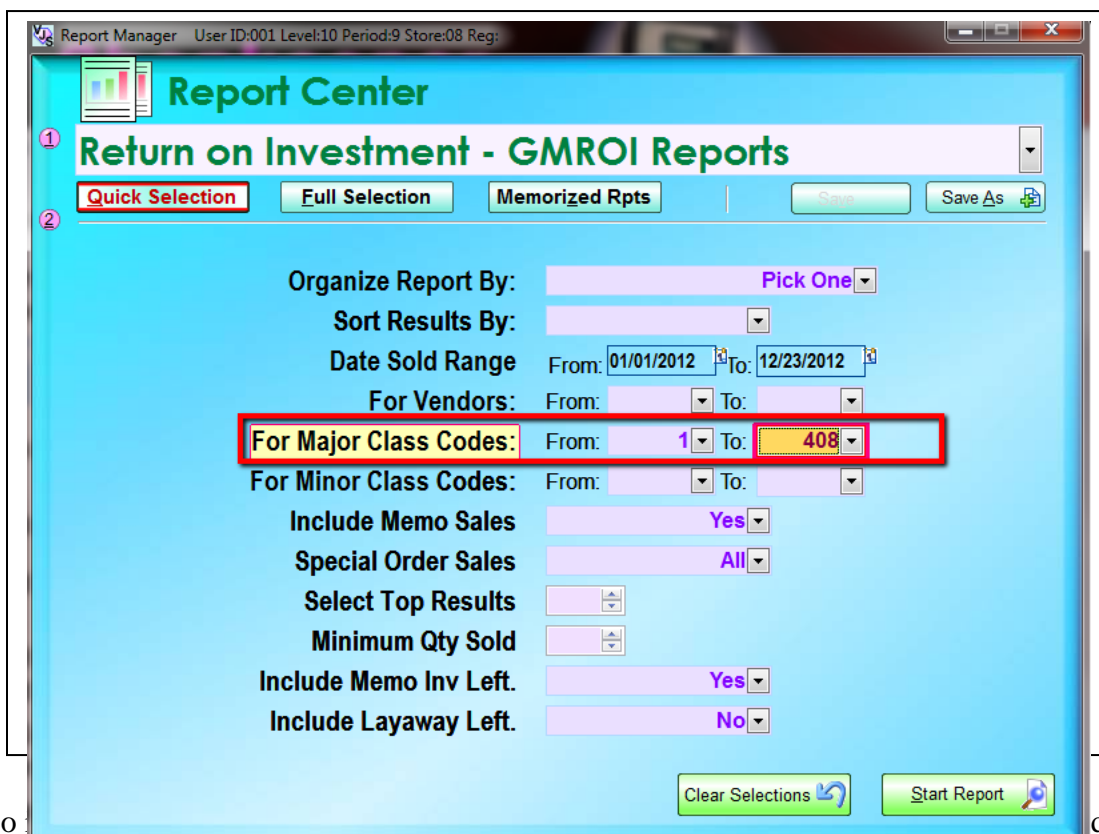 Report Manager User ID:001 Level:10 Period:9 Store:08 Reg:
Report Center
1
Return on Investment - GMROI Reports
Quick Selection Full Selection Memorized Rpts Save Save As
2
Organize Report By: Pick One
Sort Results By:
Date Sold Range From: 01/01/2012 To: 12/23/2012
For Vendors: From: To:
For Major Class Codes: From: 1 To: 408
For Minor Class Codes: From: To:
Include Memo Sales Yes
Special Order Sales All
Select Top Results
Minimum Qty Sold
Include Memo Inv Left. Yes
Include Layaway Left. No
Clear Selections Start Report